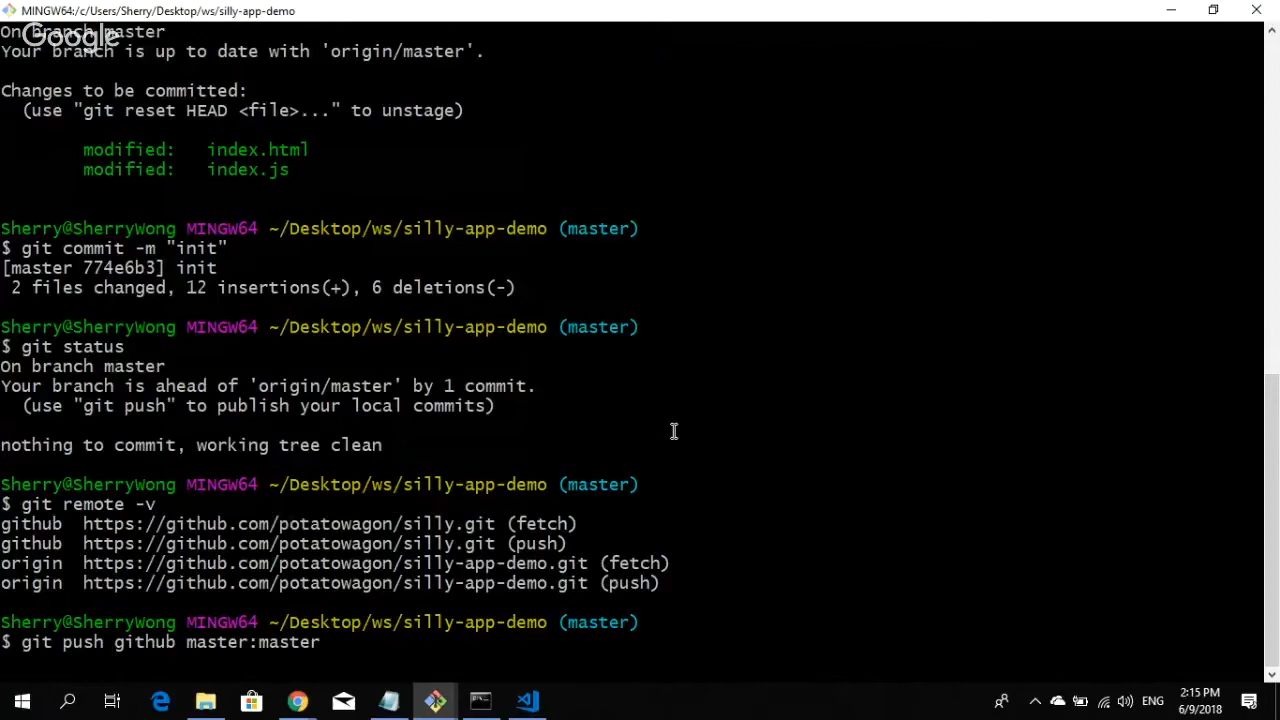 MINGW64:/c/Users/Sherry/Desktop/ws/silly-app-demo
On branch master
Google
Your branch is up to date with 'origin/master'.
Changes to be committed:
  (use "git reset HEAD <file>..." to unstage)
        modified:   index.html
        modified:   index.js
Sherry@SherryWong MINGW64 ~/Desktop/ws/silly-app-demo (master)
$ git commit -m "init"
[master 774e6b3] init
 2 files changed, 12 insertions(+), 6 deletions(-)
Sherry@SherryWong MINGW64 ~/Desktop/ws/silly-app-demo (master)
$ git status
On branch master
Your branch is ahead of 'origin/master' by 1 commit.
  (use "git push" to publish your local commits)
nothing to commit, working tree clean
Sherry@SherryWong MINGW64 ~/Desktop/ws/silly-app-demo (master)
$ git remote -v
github  https://github.com/potatowagon/silly.git (fetch)
github  https://github.com/potatowagon/silly.git (push)
origin  https://github.com/potatowagon/silly-app-demo.git (fetch)
origin  https://github.com/potatowagon/silly-app-demo.git (push)
Sherry@SherryWong MINGW64 ~/Desktop/ws/silly-app-demo (master)
$ git push github master:master
ENG
2:15 PM
6/9/2018